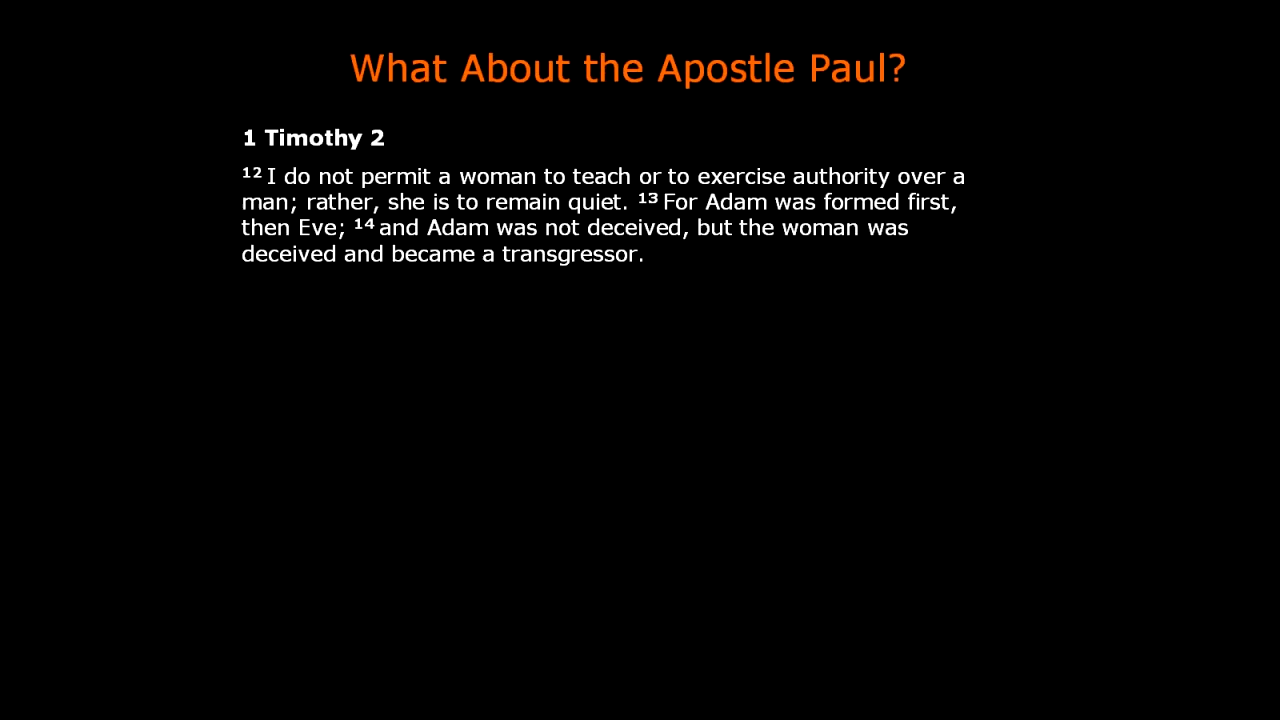 What About the Apostle Paul?
1 Timothy 2
¹² I do not permit a woman to teach or to exercise authority over a
man; rather, she is to remain quiet. ¹³ For Adam was formed first,
then Eve; ¹⁴ and Adam was not deceived, but the woman was
deceived and became a transgressor.